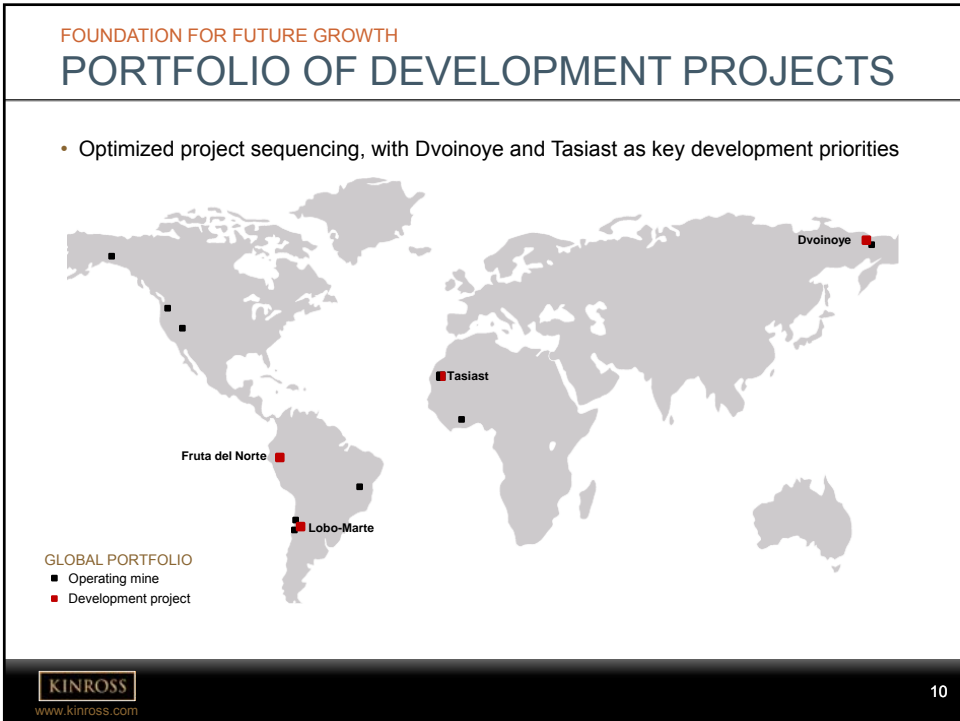 FOUNDATION FOR FUTURE GROWTH
PORTFOLIO OF DEVELOPMENT PROJECTS
• Optimized project sequencing, with Dvoinoye and Tasiast as key development priorities
Dvoinoye
Tasiast
Fruta del Norte
Lobo-Marte
GLOBAL PORTFOLIO
Operating mine
Development project
KINROSS
www.kinross.com
10